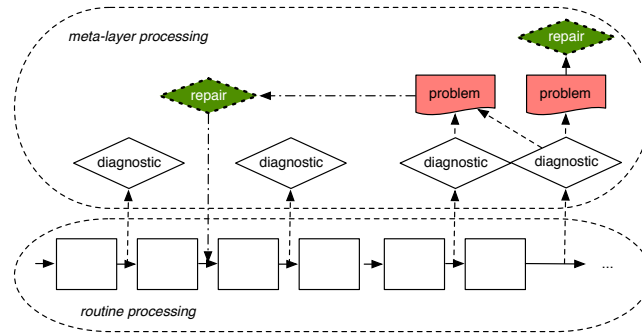 meta-layer processing
repair
repair
problem
problem
diagnostic
diagnostic
diagnostic
diagnostic
...
routine processing